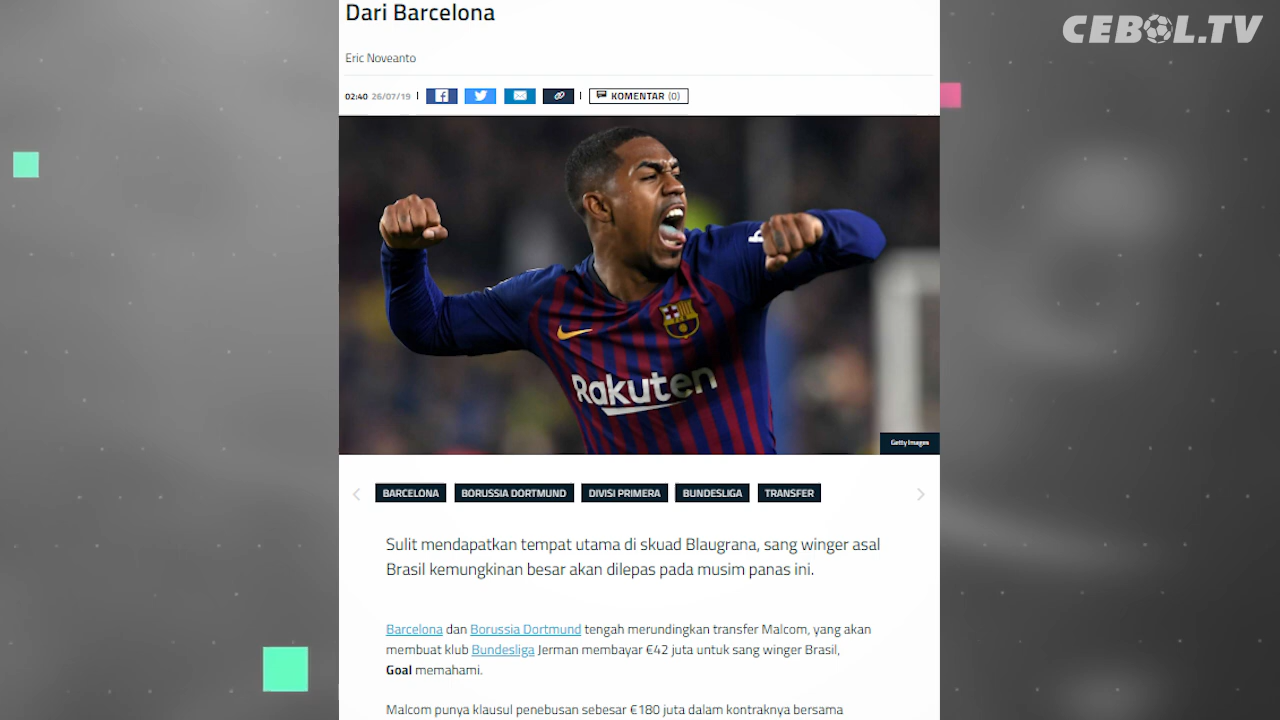 Dari Barcelona
CEBOL.TV
Eric Noveanto
02:40 26/07/19
KOMENTAR (0)
Rakuten
Getty Images
BARCELONA BORUSSIA DORTMUND DIVISI PRIMERA BUNDESLIGA TRANSFER
Sulit mendapatkan tempat utama di skuad Blaugrana, sang winger asal
Brasil kemungkinan besar akan dilepas pada musim panas ini.
Barcelona dan Borussia Dortmund tengah merundingkan transfer Malcom, yang akan
membuat klub Bundesliga Jerman membayar €42 juta untuk sang winger Brasil,
Goal memahami.
Malcom punya klausul penebusan sebesar €180 juta dalam kontraknya bersama